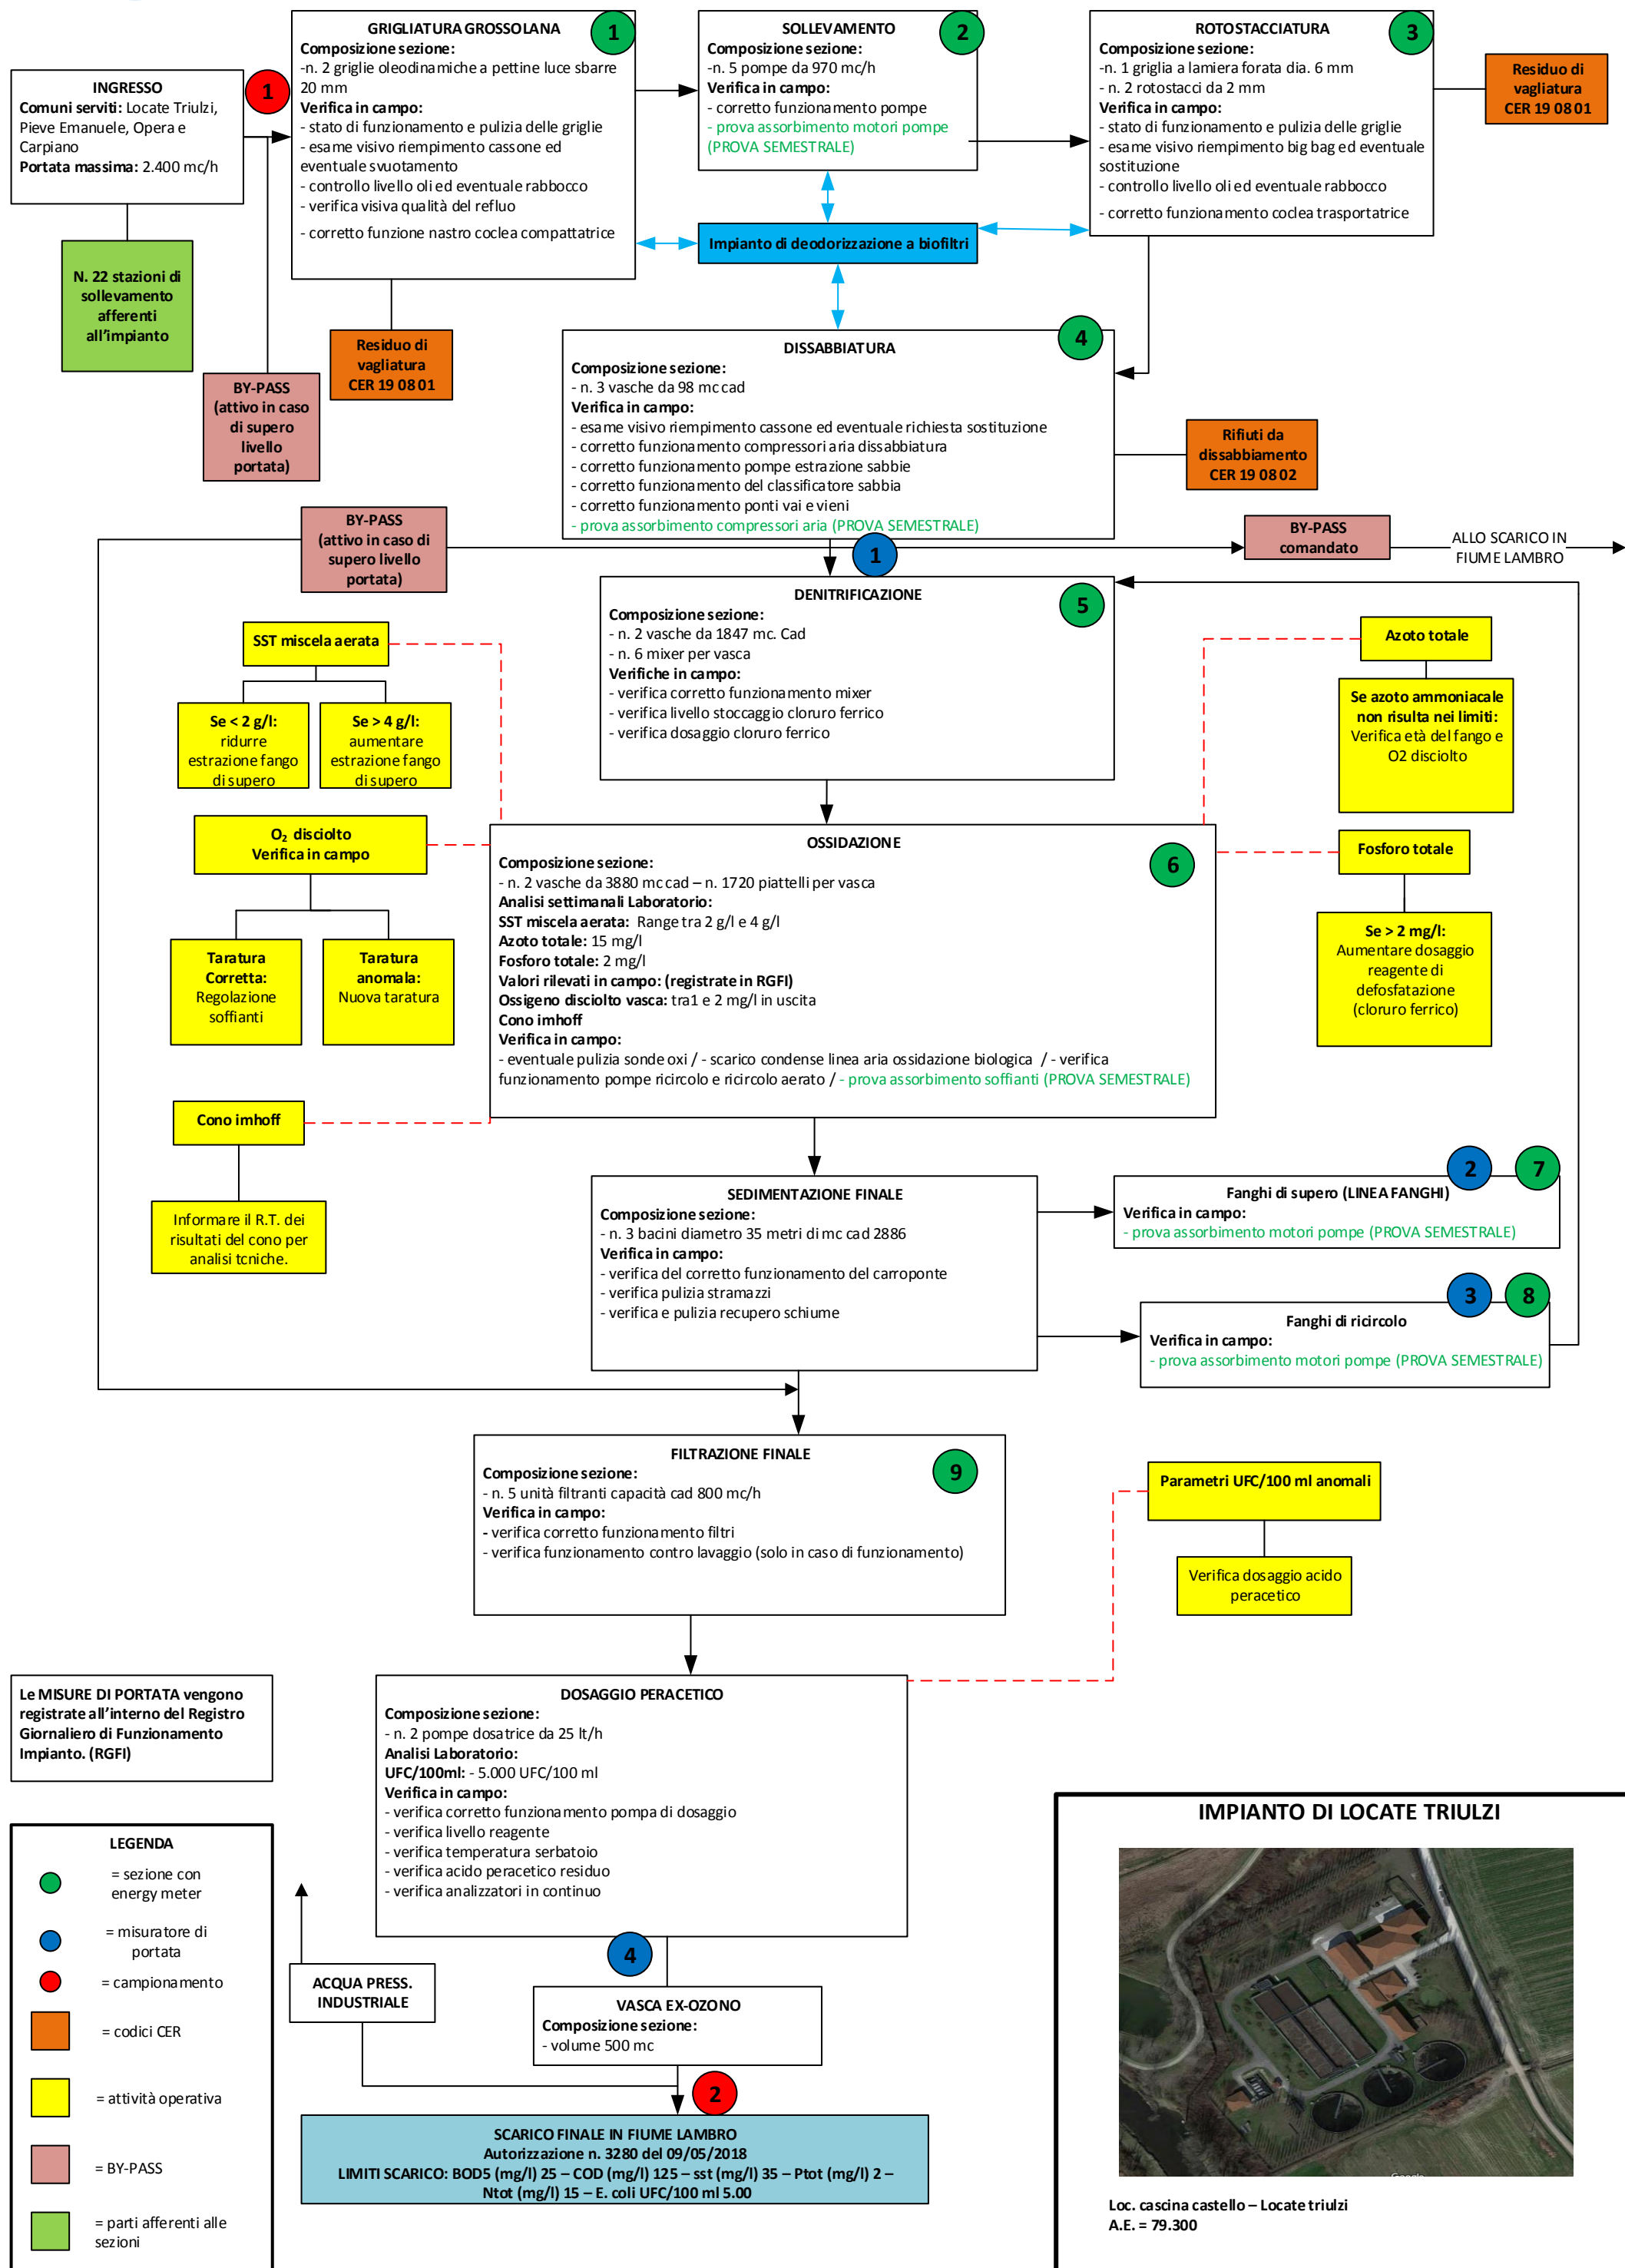 GRIGLIATURA GROSSOLANA
1
Composizione sezione:
-n. 2 griglie oleodinamiche a pettine luce sbarre
20 mm
Verifica in campo:
- stato di funzionamento e pulizia delle griglie
- esame visivo riempimento cassone ed
eventuale svuotamento
- controllo livello oli ed eventuale rabbocco
- verifica visiva qualità del refluo
- corretto funzione nastro coclea compattatrice
SOLLEVAMENTO
2
Composizione sezione:
-n. 5 pompe da 970 mc/h
Verifica in campo:
- corretto funzionamento pompe
- prova assorbimento motori pompe
(PROVA SEMESTRALE)
ROTOSTACCIATURA
3
Composizione sezione:
-n. 1 griglia a lamiera forata dia. 6 mm
- n. 2 rotostacci da 2 mm
Verifica in campo:
- stato di funzionamento e pulizia delle griglie
- esame visivo riempimento big bag ed eventuale
sostituzione
- controllo livello oli ed eventuale rabbocco
- corretto funzionamento coclea trasportatrice
Residuo di
vagliatura
CER 19 08 01
INGRESSO
Comuni serviti: Locate Triulzi,
Pieve Emanuele, Opera e
Carpiano
Portata massima: 2.400 mc/h
1
N. 22 stazioni di
sollevamento
afferenti
all'impianto
Impianto di deodorizzazione a biofiltri
BY-PASS
(attivo in caso
di supero
livello
portata)
Residuo di
vagliatura
CER 19 08 01
DISSABBIATURA
4
Composizione sezione:
- n. 3 vasche da 98 mc cad
Verifica in campo:
- esame visivo riempimento cassone ed eventuale richiesta sostituzione
- corretto funzionamento compressori aria dissabbiatura
- corretto funzionamento pompe estrazione sabbie
- corretto funzionamento del classificatore sabbia
- corretto funzionamento ponti vai e vieni
- prova assorbimento compressori aria (PROVA SEMESTRALE)
Rifiuti da
dissabbiamento
CER 19 08 02
BY-PASS
(attivo in caso di
supero livello
portata)
1
BY-PASS
comandato
ALLO SCARICO IN
FIUME LAMBRO
DENITRIFICAZIONE
5
Composizione sezione:
- n. 2 vasche da 1847 mc. Cad
- n. 6 mixer per vasca
Verifiche in campo:
- verifica corretto funzionamento mixer
- verifica livello stoccaggio cloruro ferrico
- verifica dosaggio cloruro ferrico
SST miscela aerata
Se < 2 g/l:
ridurre
estrazione fango
di supero
Se > 4 g/l:
aumentare
estrazione fango
di supero
Azoto totale
Se azoto ammoniacale
non risulta nei limiti:
Verifica età del fango e
O2 disciolto
O₂ disciolto
Verifica in campo
Taratura
Corretta:
Regolazione
soffianti
Taratura
anomala:
Nuova taratura
OSSIDAZIONE
6
Composizione sezione:
- n. 2 vasche da 3880 mc cad – n. 1720 piattelli per vasca
Analisi settimanali Laboratorio:
SST miscela aerata: Range tra 2 g/l e 4 g/l
Azoto totale: 15 mg/l
Fosforo totale: 2 mg/l
Valori rilevati in campo: (registrate in RGFI)
Ossigeno disciolto vasca: tra1 e 2 mg/l in uscita
Cono imhoff
Verifica in campo:
- eventuale pulizia sonde oxi / - scarico condense linea aria ossidazione biologica / - verifica
funzionamento pompe ricircolo e ricircolo aerato / - prova assorbimento soffianti (PROVA SEMESTRALE)
Fosforo totale
Se > 2 mg/l:
Aumentare dosaggio
reagente di
defosfatazione
(cloruro ferrico)
Cono imhoff
Informare il R.T. dei
risultati del cono per
analisi tcniche.
SEDIMENTAZIONE FINALE
Composizione sezione:
- n. 3 bacini diametro 35 metri di mc cad 2886
Verifica in campo:
- verifica del corretto funzionamento del carroponte
- verifica pulizia stramazzi
- verifica e pulizia recupero schiume
2
7
Fanghi di supero (LINEA FANGHI)
Verifica in campo:
- prova assorbimento motori pompe (PROVA SEMESTRALE)
3
8
Fanghi di ricircolo
Verifica in campo:
- prova assorbimento motori pompe (PROVA SEMESTRALE)
FILTRAZIONE FINALE
9
Composizione sezione:
- n. 5 unità filtranti capacità cad 800 mc/h
Verifica in campo:
- verifica corretto funzionamento filtri
- verifica funzionamento contro lavaggio (solo in caso di funzionamento)
Parametri UFC/100 ml anomali
Verifica dosaggio acido
peracetico
Le MISURE DI PORTATA vengono
registrate all'interno del Registro
Giornaliero di Funzionamento
Impianto. (RGFI)
DOSAGGIO PERACETICO
Composizione sezione:
- n. 2 pompe dosatrice da 25 lt/h
Analisi Laboratorio:
UFC/100ml: - 5.000 UFC/100 ml
Verifica in campo:
- verifica corretto funzionamento pompa di dosaggio
- verifica livello reagente
- verifica temperatura serbatoio
- verifica acido peracetico residuo
- verifica analizzatori in continuo
4
ACQUA PRESS.
INDUSTRIALE
VASCA EX-OZONO
Composizione sezione:
- volume 500 mc
2
SCARICO FINALE IN FIUME LAMBRO
Autorizzazione n. 3280 del 09/05/2018
LIMITI SCARICO: BOD5 (mg/l) 25 – COD (mg/l) 125 – sst (mg/l) 35 – Ptot (mg/l) 2 –
Ntot (mg/l) 15 – E. coli UFC/100 ml 5.00
LEGENDA
= sezione con
energy meter
= misuratore di
portata
= campionamento
= codici CER
= attività operativa
= BY-PASS
= parti afferenti alle
sezioni
IMPIANTO DI LOCATE TRIULZI
Google
Loc. cascina castello – Locate triulzi
A.E. = 79.300